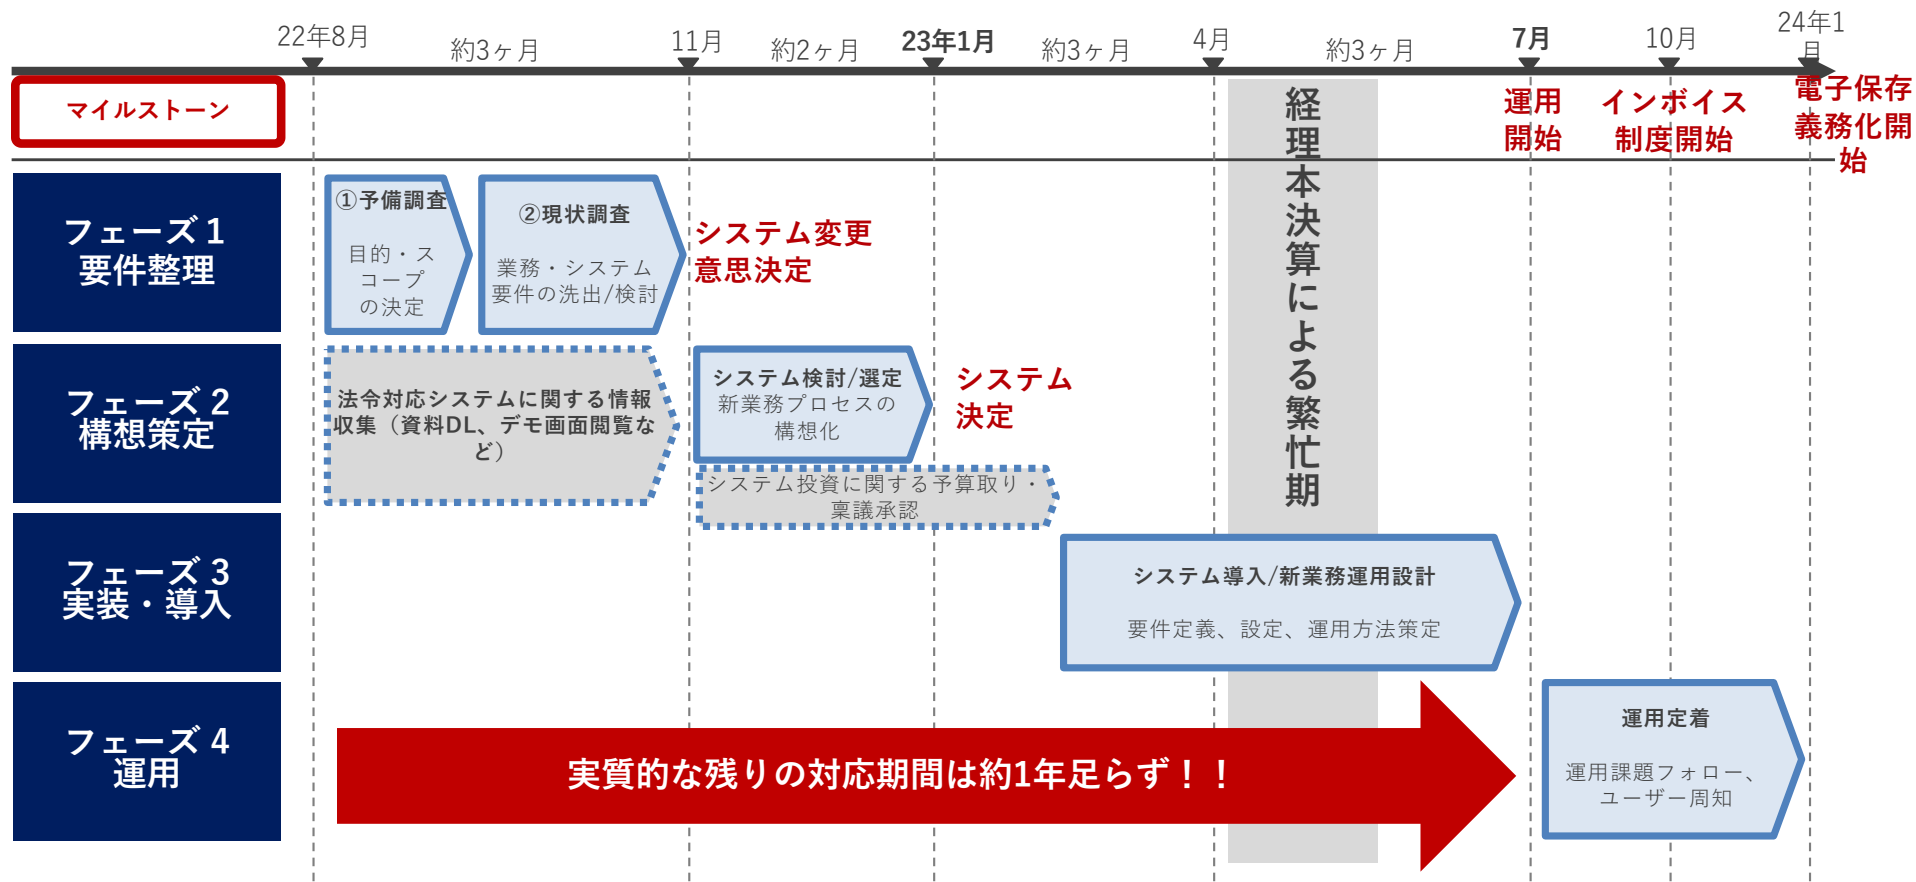 22年8月
約3ヶ月
11月
約2ヶ月
23年1月
約3ヶ月
4月
約3ヶ月
7月
10月
24年1
月
マイルストーン
運用
開始
インボイス
制度開始
電子保存
義務化開
始
経理本決算による繁忙期
フェーズ 1
要件整理
①予備調査
目的・ス
コープ
の決定
②現状調査
業務・システム
要件の洗出/検討
システム変更
意思決定
フェーズ 2
構想策定
法令対応システムに関する情報
収集（資料DL、デモ画面閲覧な
ど）
システム検討/選定
新業務プロセスの
構想化
システム
決定
システム投資に関する予算取り・
稟議承認
フェーズ 3
実装・導入
システム導入/新業務運用設計
要件定義、設定、運用方法策定
フェーズ 4
運用
実質的な残りの対応期間は約1年足らず！！
運用定着
運用課題フォロー、
ユーザー周知